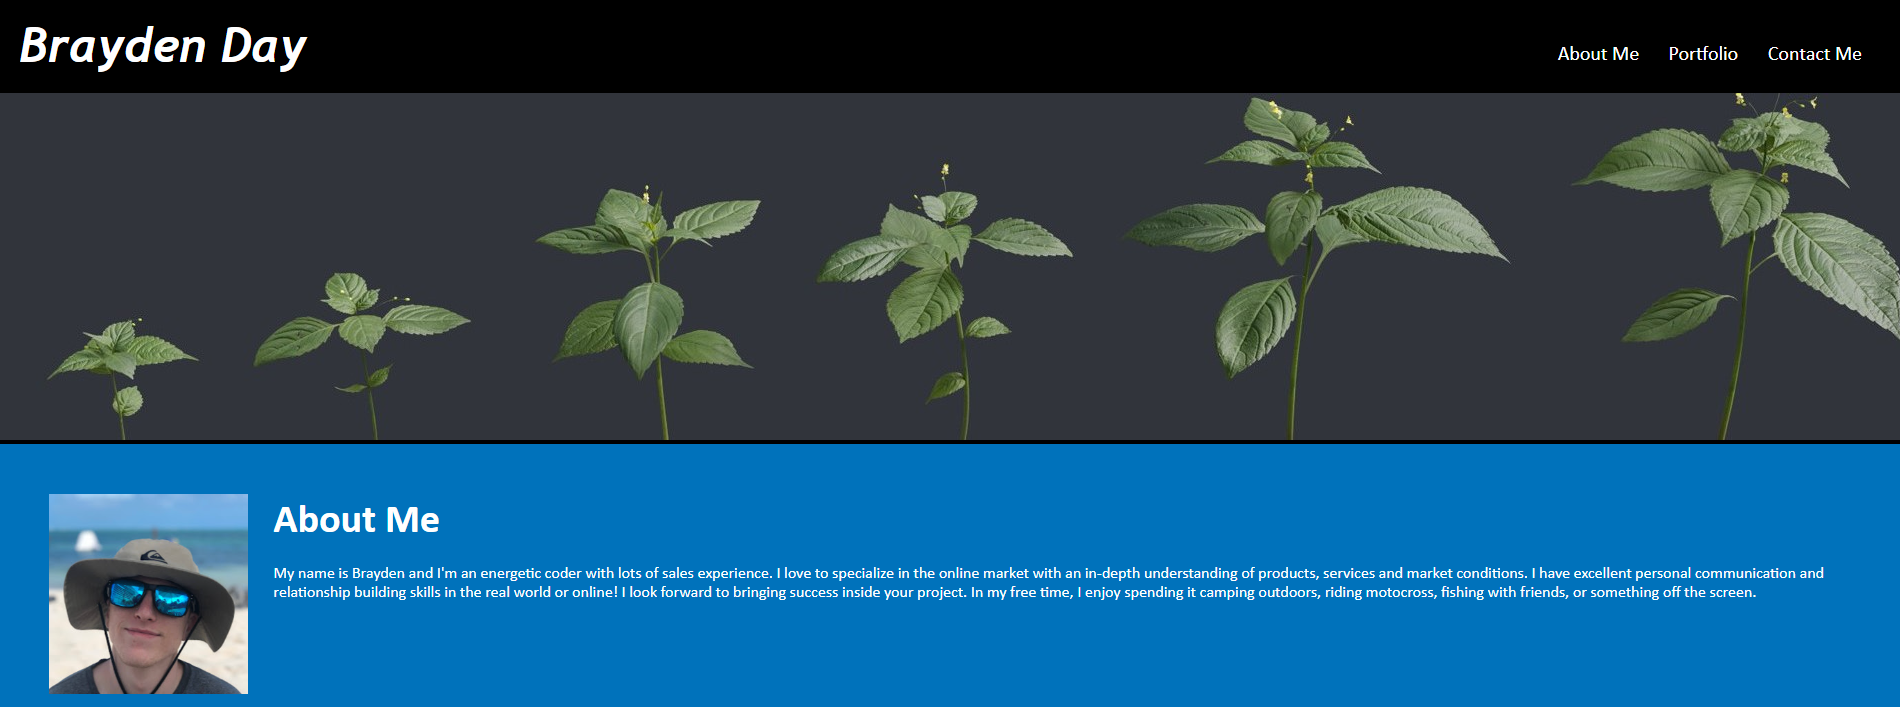 Brayden Day
About Me
Portfolio
Contact Me
About Me
My name is Brayden and I'm an energetic coder with lots of sales experience. I love to specialize in the online market with an in-depth understanding of products, services and market conditions. I have excellent personal communication and
relationship building skills in the real world or online! I look forward to bringing success inside your project. In my free time, I enjoy spending it camping outdoors, riding motocross, fishing with friends, or something off the screen.